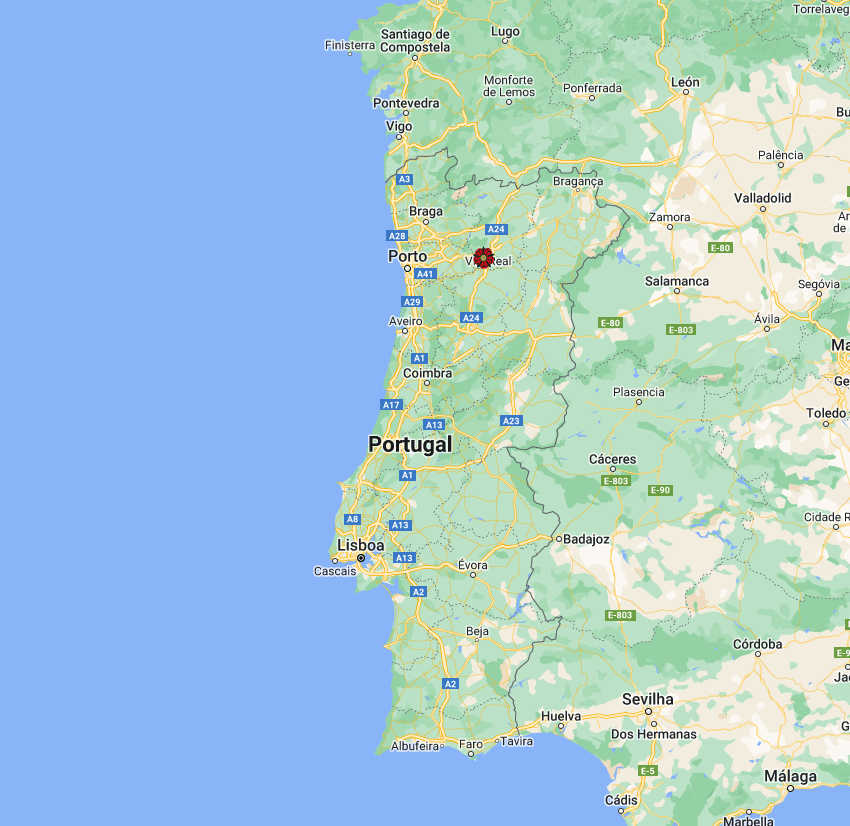 Torrelaveg
Santiago de
Compostela
Lugo
Finisterra
Monforte
de Lemos
Ponferrada
León
Pontevedra
Bu
Vigo
Palência
A3
Bragança
Valladolid
Braga
Zamora
Ar
de
A24
A28
E-80
Porto
Real
A41
Salamanca
Segóvia
A29
Aveiro
A24
E-80
E-803
Ávila
A1
Ma
Coimbra
Ge
Plasencia
A17
A13
A23
Toledo
Portugal
Cáceres
A1
E-803
E-90
A8
A13
Cidade R
Lisboa
Badajoz
A13
Cascais
Évora
A2
E-803
Beja
Córdoba
E-9
Ja
A2
Sevilha
Huelva
G
Dos Hermanas
Albufeira
Faro
Tavira
E-5
Málaga
Cádis
Marbella